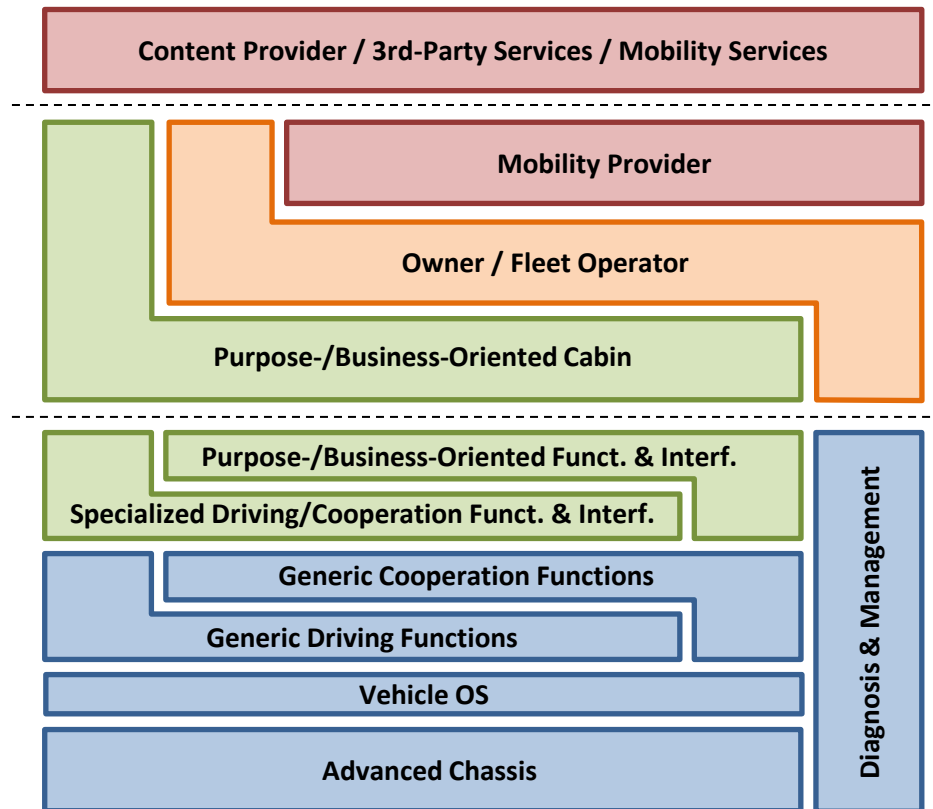 Content Provider / 3rd-Party Services / Mobility Services
Mobility Provider
Owner / Fleet Operator
Purpose-/Business-Oriented Cabin
Purpose-/Business-Oriented Funct. & Interf.
Specialized Driving/Cooperation Funct. & Interf.
Generic Cooperation Functions
Generic Driving Functions
Vehicle OS
Advanced Chassis
Diagnosis & Management